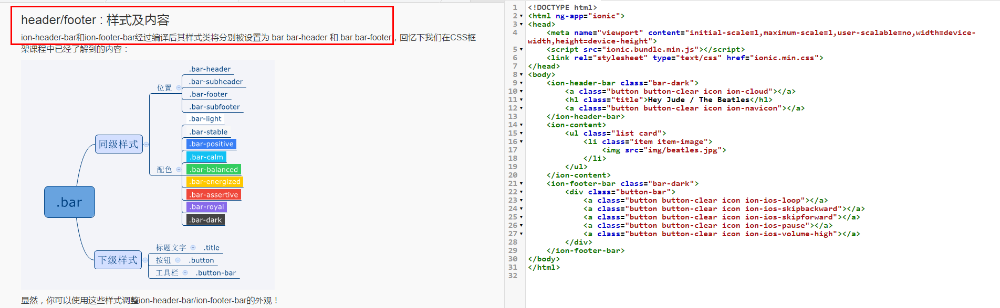 header/footer : 样式及内容
ion-header-bar和ion-footer-bar经过编译后其样式类将分别被设置为.bar.bar-header 和.bar.bar-footer，回忆下我们在CSS框
架课程中已经了解到的内容：
.bar-header
位置
.bar-subheader
.bar-footer
.bar-subfooter
.bar-light
.bar-stable
同级样式
.bar-positive
.bar-calm
配色
.bar-balanced
.bar-energized
.bar-assertive
.bar
.bar-royal
.bar-dark
标题文字
.title
下级样式
按钮
.button
工具栏
.button-bar
显然，你可以使用这些样式调整ion-header-bar/ion-footer-bar的外观！
1 <!DOCTYPE html>
2 <html ng-app="ionic">
3 <head>
4 <meta name="viewport" content="initial-scale=1,maximum-scale=1,user-scalable=no,width=device-
width,height=device-height">
5 <script src="ionic.bundle.min.js"></script>
6 <link rel="stylesheet" type="text/css" href="ionic.min.css">
7 </head>
8 <body>
9 <ion-header-bar class="bar-dark">
10 <a class="button button-clear icon ion-cloud"></a>
11 <h1 class="title">Hey Jude / The Beatles</h1>
12 <a class="button button-clear icon ion-navicon"></a>
13 </ion-header-bar>
14 <ion-content>
15 <ul class="list card">
16 <li class="item item-image">
17 <img src="img/beatles.jpg">
18 </li>
19 </ul>
20 </ion-content>
21 <ion-footer-bar class="bar-dark">
22 <div class="button-bar">
23 <a class="button button-clear icon ion-ios-loop"></a>
24 <a class="button button-clear icon ion-ios-skipbackward"></a>
25 <a class="button button-clear icon ion-ios-skipforward"></a>
26 <a class="button button-clear icon ion-ios-pause"></a>
27 <a class="button button-clear icon ion-ios-volume-high"></a>
28 </div>
29 </ion-footer-bar>
30 </body>
31 </html>
32